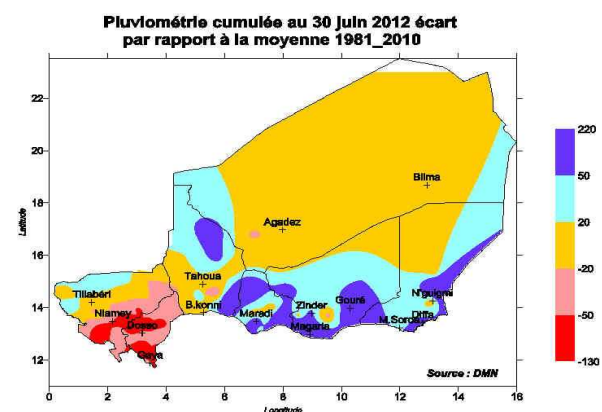 Pluviométrie cumulée au 30 juin 2012 écart
par rapport à la moyenne 1981_2010
22
20
18
16
14
12
Latitude
0
2
4
6
8
10
12
14
16
Longitude
Bilma
Agadez
Tahoua
Tillabéri
B.konni
Niamey
Dosso
Gaya
Maradi
Zinder
Gouré
Magaria
N'guigmi
Diffa
M.Soroa
Source : DMN
220
50
20
-20
-50
-130